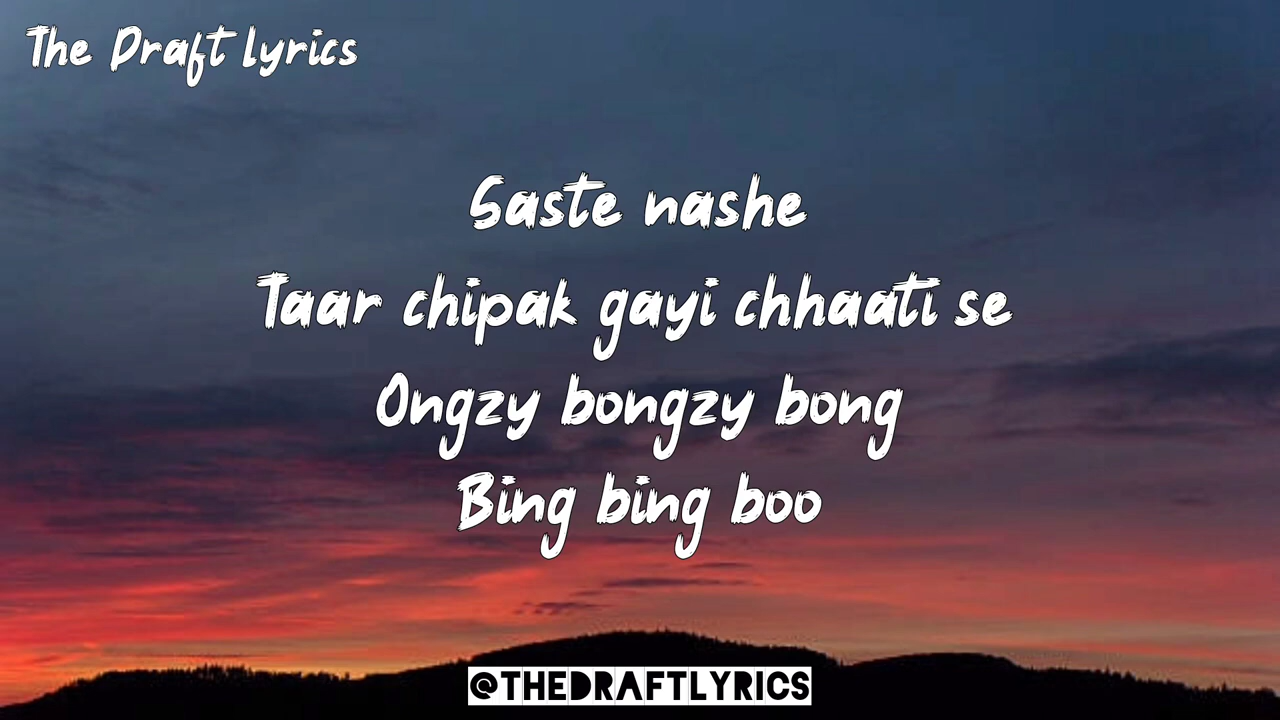 The Draft lyrics
Saste nashe
Taar chipak gayi chhaati se
Ongzy bongzy bong
Bing bing boo
@THEDRAFTLYRICS